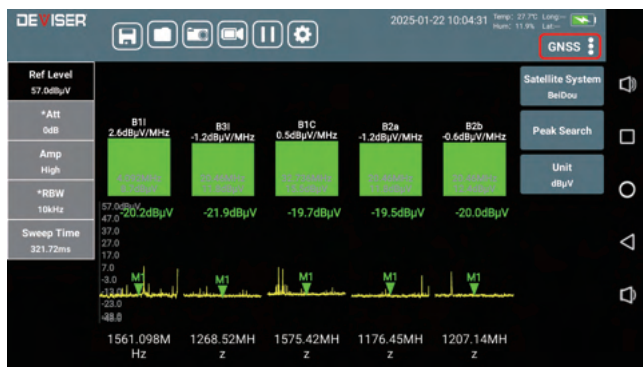 DEVISER
2025-01-22 10:04:31
Temp: 27.7C Long:--
Hum: 11.9% Lat:--
GNSS
Ref Level
57.0dBµV
*Att
0dB
Amp
High
*RBW
10kHz
Sweep Time
321.72ms
B1I
2.6dBµV/MHz
B3I
-1.2dBµV/MHz
B1C
0.5dBµV/MHz
B2a
-1.2dBµV/MHz
B2b
-0.6dBµV/MHz
Satellite System
BeiDou
Peak Search
Unit
dBµV
57.0dBµV
-20.2dBµV
-21.9dBµV
-19.7dBµV
-19.5dBµV
-20.0dBµV
47.0
37.0
27.0
17.0
7.0
-3.0
-13.0
-23.0
M1
M1
M1
M1
M1
1561.098M
Hz
1268.52MH
z
1575.42MH
z
1176.45MH
z
1207.14MH
z